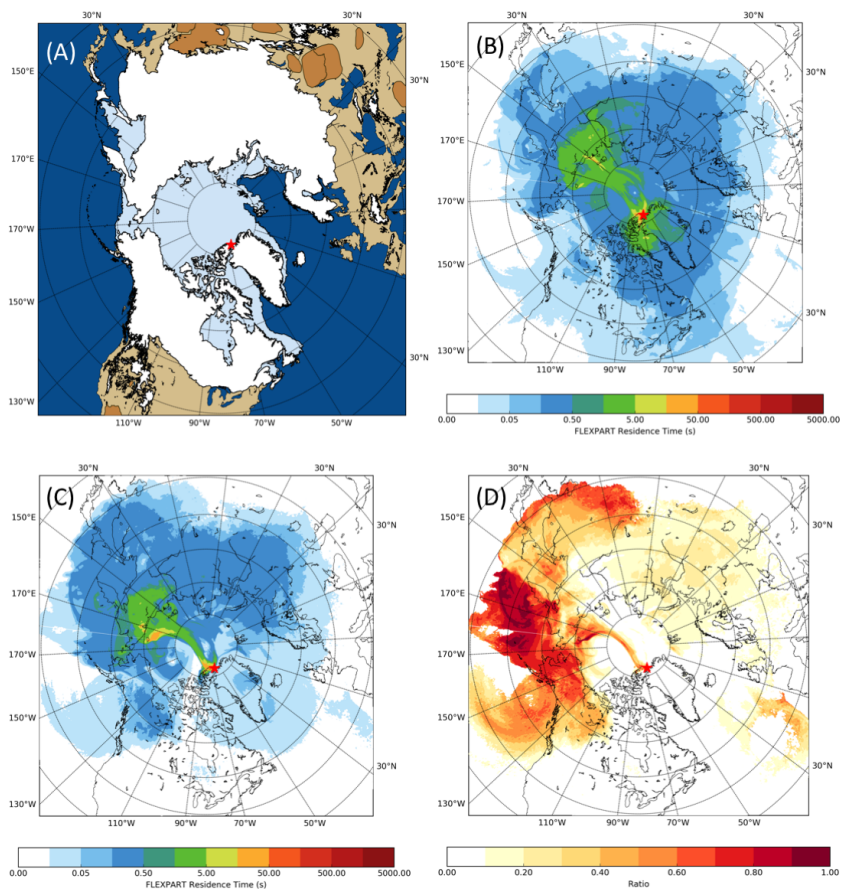 30°N 30°N
(A)
150°E
30°N
170°E
170°W
150°W
30°N
130°W
110°W 90°W 70°W 50°W
30°N 30°N
(B)
150°E
30°N
170°E
170°W
150°W
30°N
130°W
110°W 90°W 70°W 50°W
0.00 0.05 0.50 5.00 50.00 500.00 5000.00
FLEXPART Residence Time (s)
30°N 30°N
(C)
150°E
30°N
170°E
170°W
150°W
30°N
130°W
110°W 90°W 70°W 50°W
0.00 0.05 0.50 5.00 50.00 500.00 5000.00
FLEXPART Residence Time (s)
30°N 30°N
(D)
150°E
30°N
170°E
170°W
150°W
30°N
130°W
110°W 90°W 70°W 50°W
0.00 0.20 0.40 0.60 0.80 1.00
Ratio